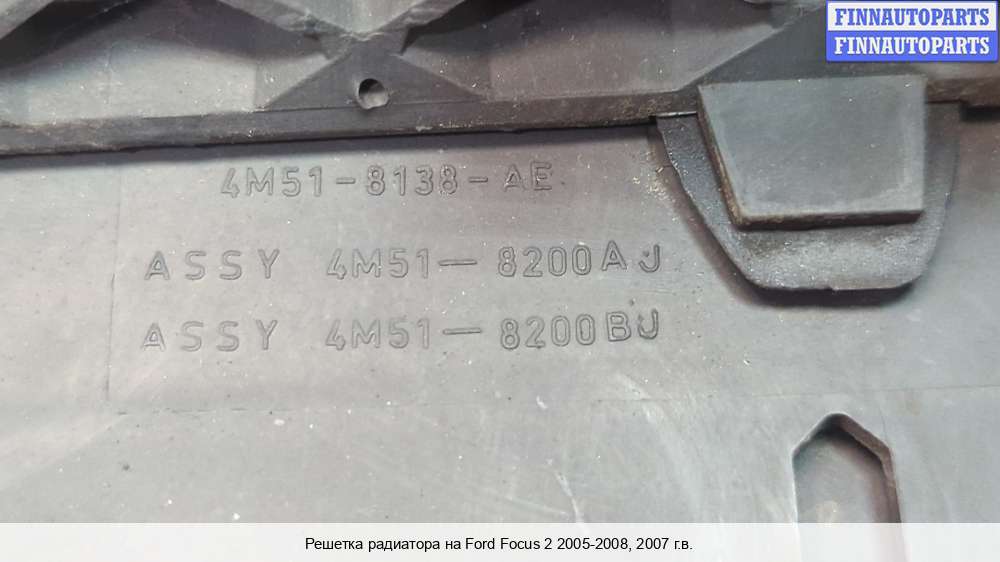 FINNAUTOPARTS
FINNAUTOPARTS
4M51-8138-AE
ASSY 4M51-8200AJ
ASSY 4M51-8200BJ
Решетка радиатора на Ford Focus 2 2005-2008, 2007 г.в.